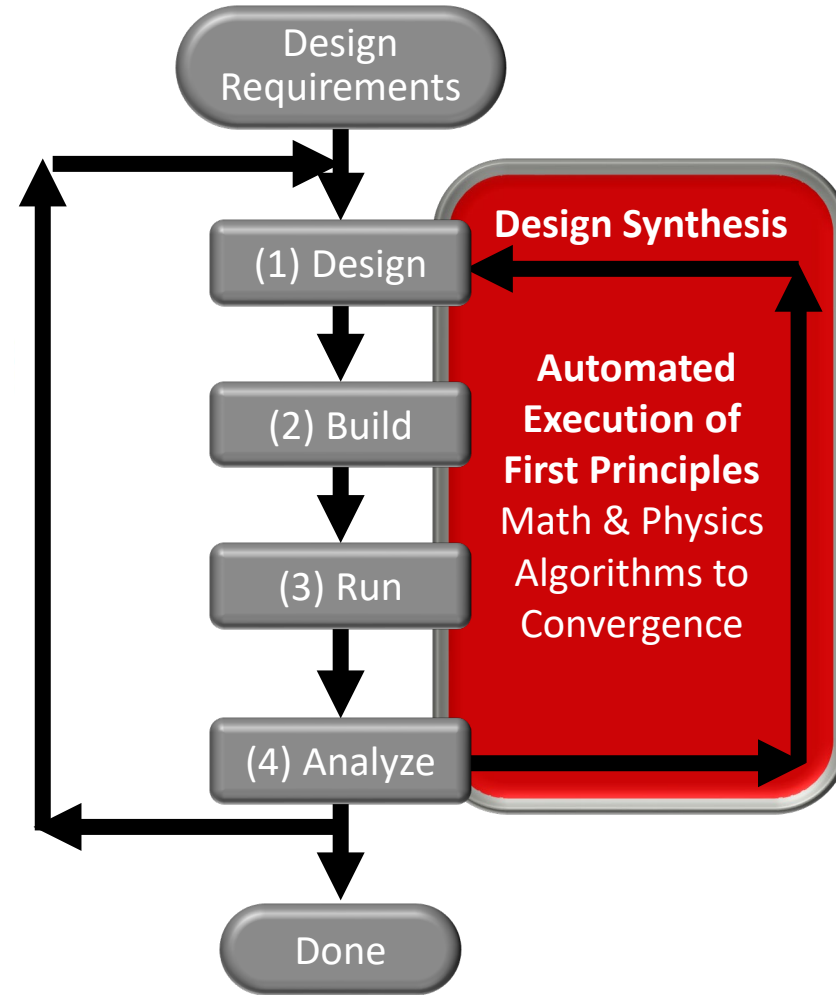 Design
Requirements
Design Synthesis
(1) Design
Automated
Execution of
First Principles
Math & Physics
Algorithms to
Convergence
(2) Build
(3) Run
(4) Analyze
Done